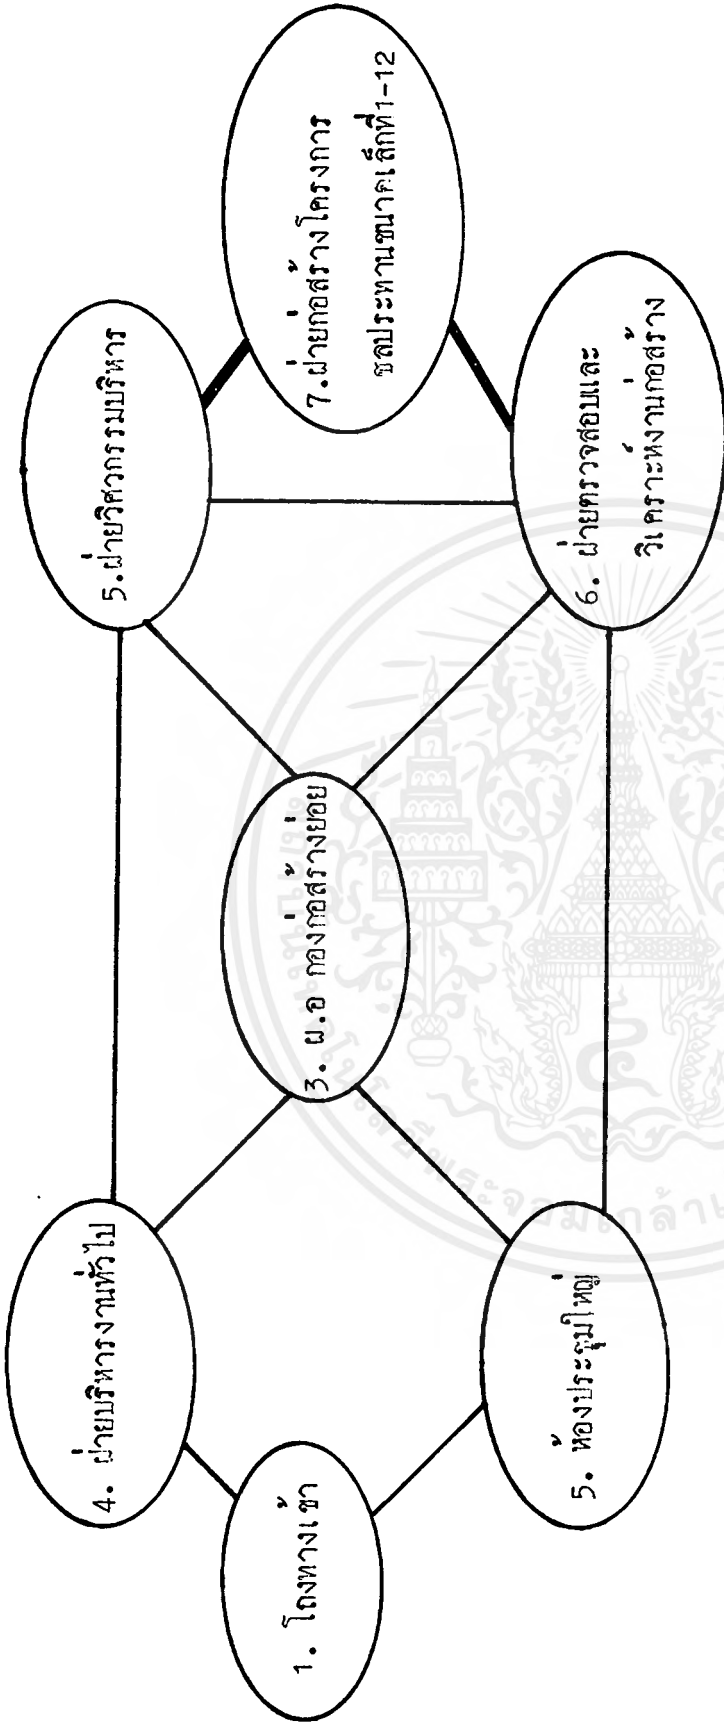 1. โถงทางเข้า
4. ฝ่ายบริหารงานทั่วไป
5. ห้องประชุมใหญ่
3. ผ.อ กองก่อสร้างย่อย
5.ฝ่ายวิศวกรรมบริหาร
6. ฝ่ายตรวจสอบและ
วิเคราะห์งานก่อสร้าง
7.ฝ่ายก่อสร้างโครงการ
ชลประทานขนาดเล็กที่1-12